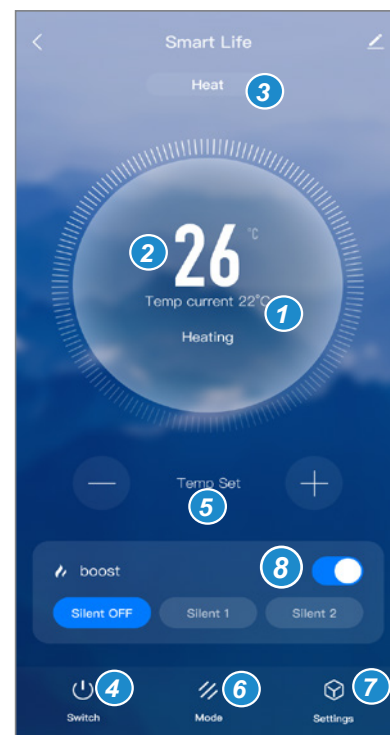 Smart Life
Heat 3
2 26 °C
Temp current 22°C 1
Heating
Temp Set
5
boost 8
Silent OFF Silent 1 Silent 2
4 6 7
Switch Mode Settings